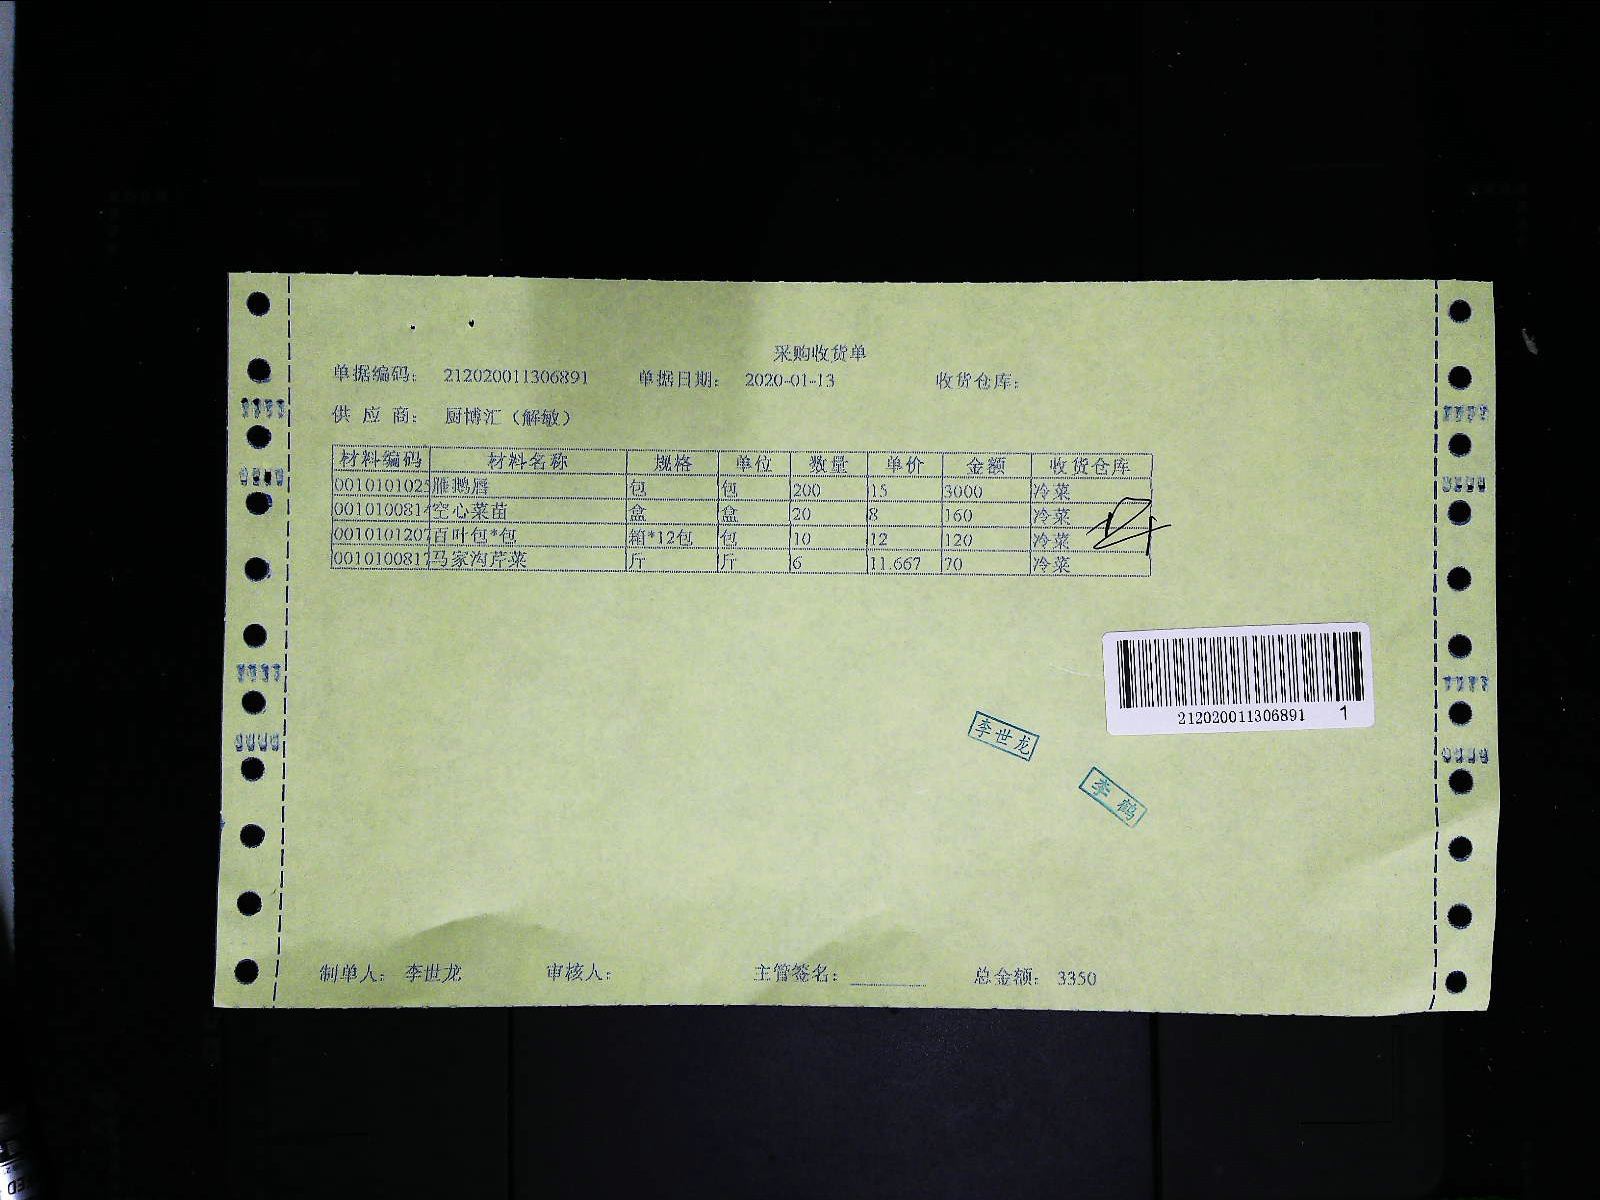 采购收货单
单据编码: 212020011306891 单据日期: 2020-01-13 收货仓库:
供 应 商: 厨博汇（解敏）
材料编码 材料名称 规格 单位 数量 单价 金额 收货仓库
0010101025 雁鹅唇 包 包 200 15 3000 冷菜
001010081 空心菜苗 盒 盒 20 8 160 冷菜
0010101207 百叶包*包 箱*12包 包 10 12 120 冷菜
0010100817 马家沟芹菜 斤 斤 6 11.667 70 冷菜
212020011306891 1
李世龙
李鹤
制单人: 李世龙 审核人: 主管签名: 总金额: 3350